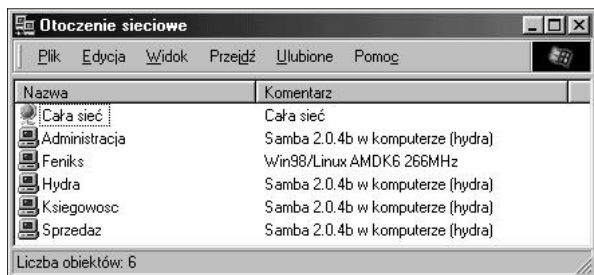 Otoczenie sieciowe
Plik Edycja Widok Przejdź Ulubione Pomoc
Nazwa Komentarz
Cała sieć Cała sieć
Administracja Samba 2.0.4b w komputerze (hydra)
Feniks Win98/Linux AMDK6 266MHz
Hydra Samba 2.0.4b w komputerze (hydra)
Ksiegowosc Samba 2.0.4b w komputerze (hydra)
Sprzedaz Samba 2.0.4b w komputerze (hydra)
Liczba obiektów: 6